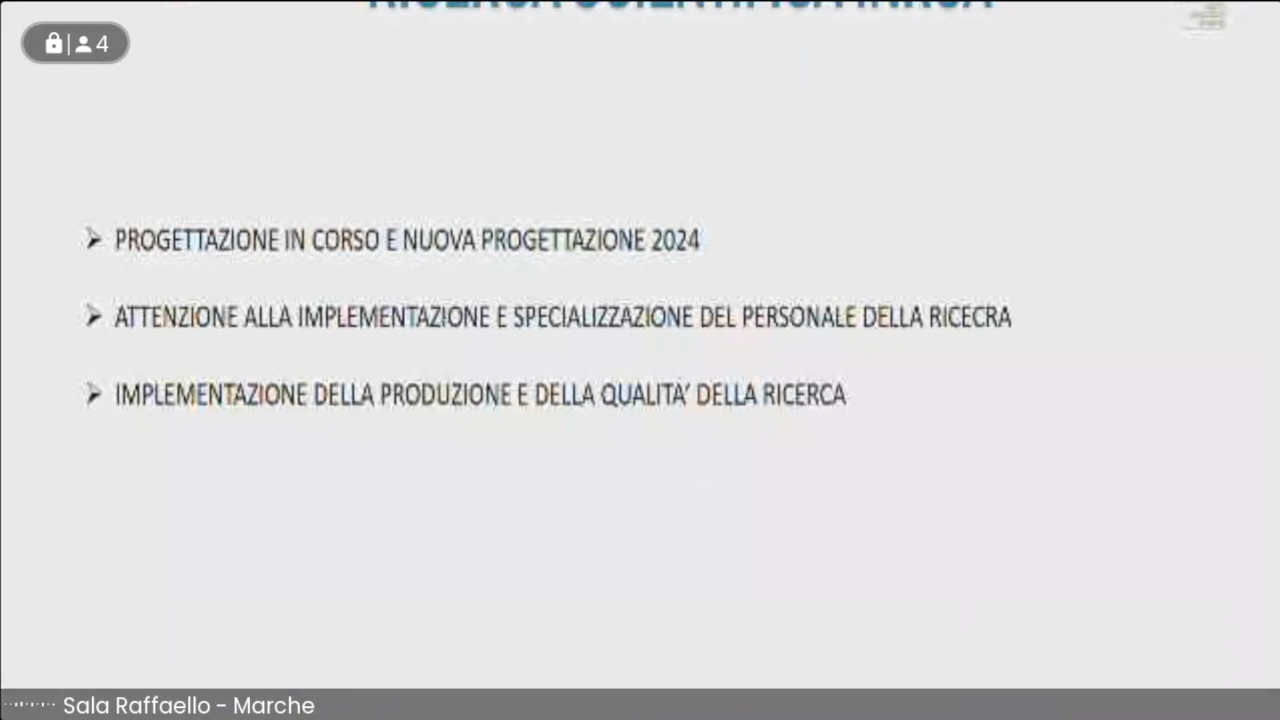 4
PROGETTAZIONE IN CORSO E NUOVA PROGETTAZIONE 2024
ATTENZIONE ALLA IMPLEMENTAZIONE E SPECIALIZZAZIONE DEL PERSONALE DELLA RICECRA
IMPLEMENTAZIONE DELLA PRODUZIONE E DELLA QUALITA' DELLA RICERCA
Sala Raffaello - Marche